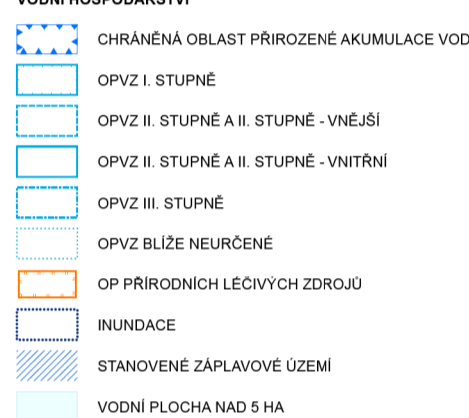 VODNÍ HOSPODÁŘSTVÍ
CHRÁNĚNÁ OBLAST PŘIROZENÉ AKUMULACE VOD
OPVZ I. STUPNĚ
OPVZ II. STUPNĚ A II. STUPNĚ - VNĚJŠÍ
OPVZ II. STUPNĚ A II. STUPNĚ - VNITŘNÍ
OPVZ III. STUPNĚ
OPVZ BLÍŽE NEURČENÉ
OP PŘÍRODNÍCH LÉČIVÝCH ZDROJŮ
INUNDACE
STANOVENÉ ZÁPLAVOVÉ ÚZEMÍ
VODNÍ PLOCHA NAD 5 HA